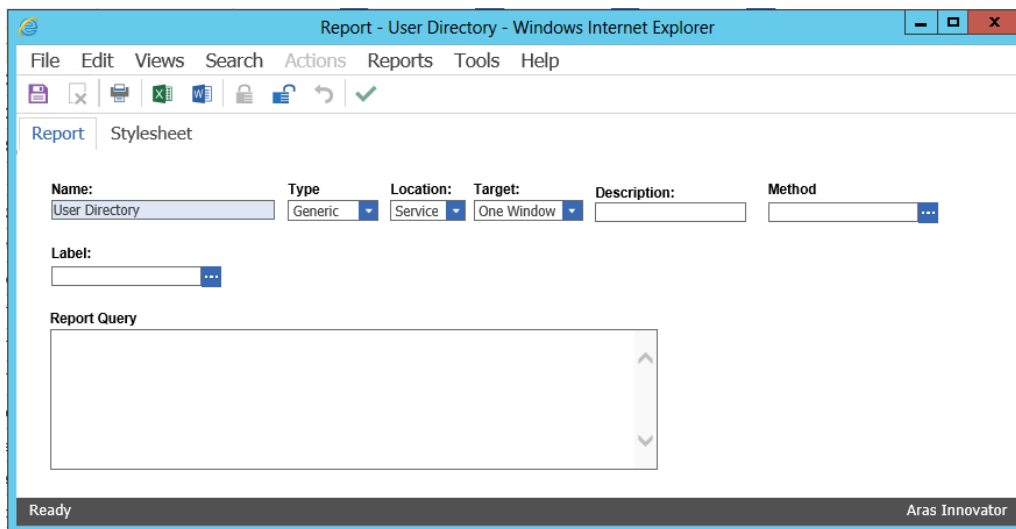 Report - User Directory - Windows Internet Explorer
File Edit Views Search Actions Reports Tools Help
Report Stylesheet
Name: Type Location: Target: Description: Method
User Directory Generic Service One Window
Label:
Report Query
Ready Aras Innovator